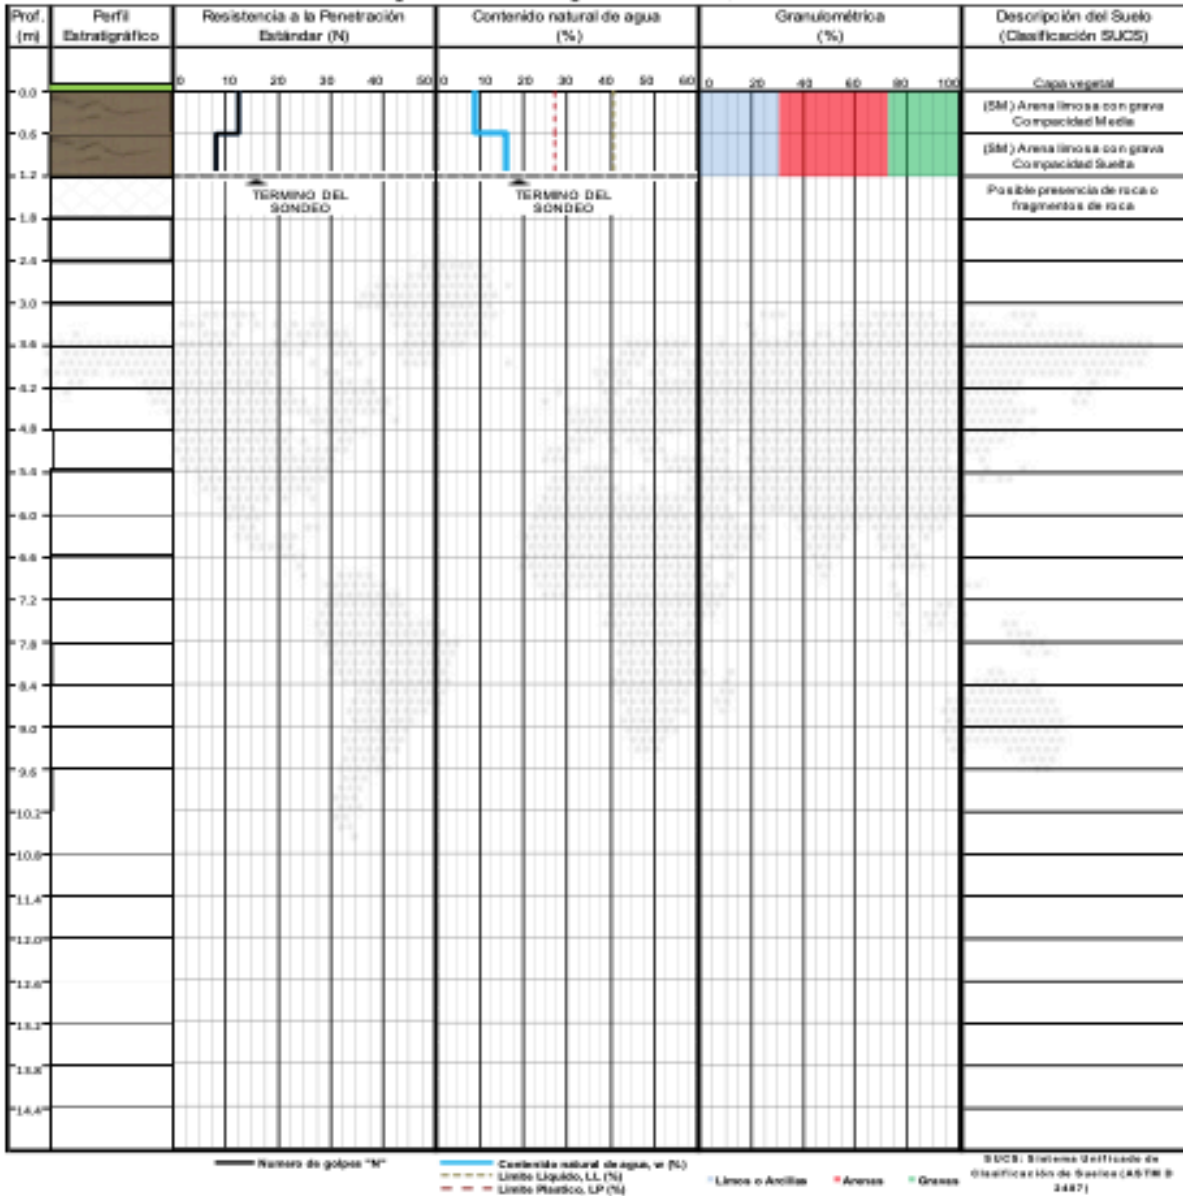 Prof. (m)
Perfil Estratigráfico
Resistencia a la Penetración Estándar (N)
Contenido natural de agua (%)
Granulométrica (%)
Descripción del Suelo (Clasificación SUCS)
0 10 20 30 40 50
0 10 20 30 40 50 60
0 20 40 60 80 100
Capa vegetal
0.0
(SM) Arena limosa con grava
Compacidad Media
0.6
(SM) Arena limosa con grava
Compacidad Suelta
1.2
TERMINO DEL SONDEO
TERMINO DEL SONDEO
Posible presencia de roca o
fragmentos de roca
1.8
2.4
3.0
3.6
4.2
4.8
5.4
6.0
6.6
7.2
7.8
8.4
9.0
9.6
10.2
10.8
11.4
12.0
12.6
13.2
13.8
14.4
Numero de golpes "N"
Contenido natural de agua, w (%)
Limite Liquido, LL (%)
Limite Plastico, LP (%)
Limos o Arcillas
Arenas
Gravas
SUCS: Sistema Unificado de
Clasificación de Suelos (ASTM D
2487)